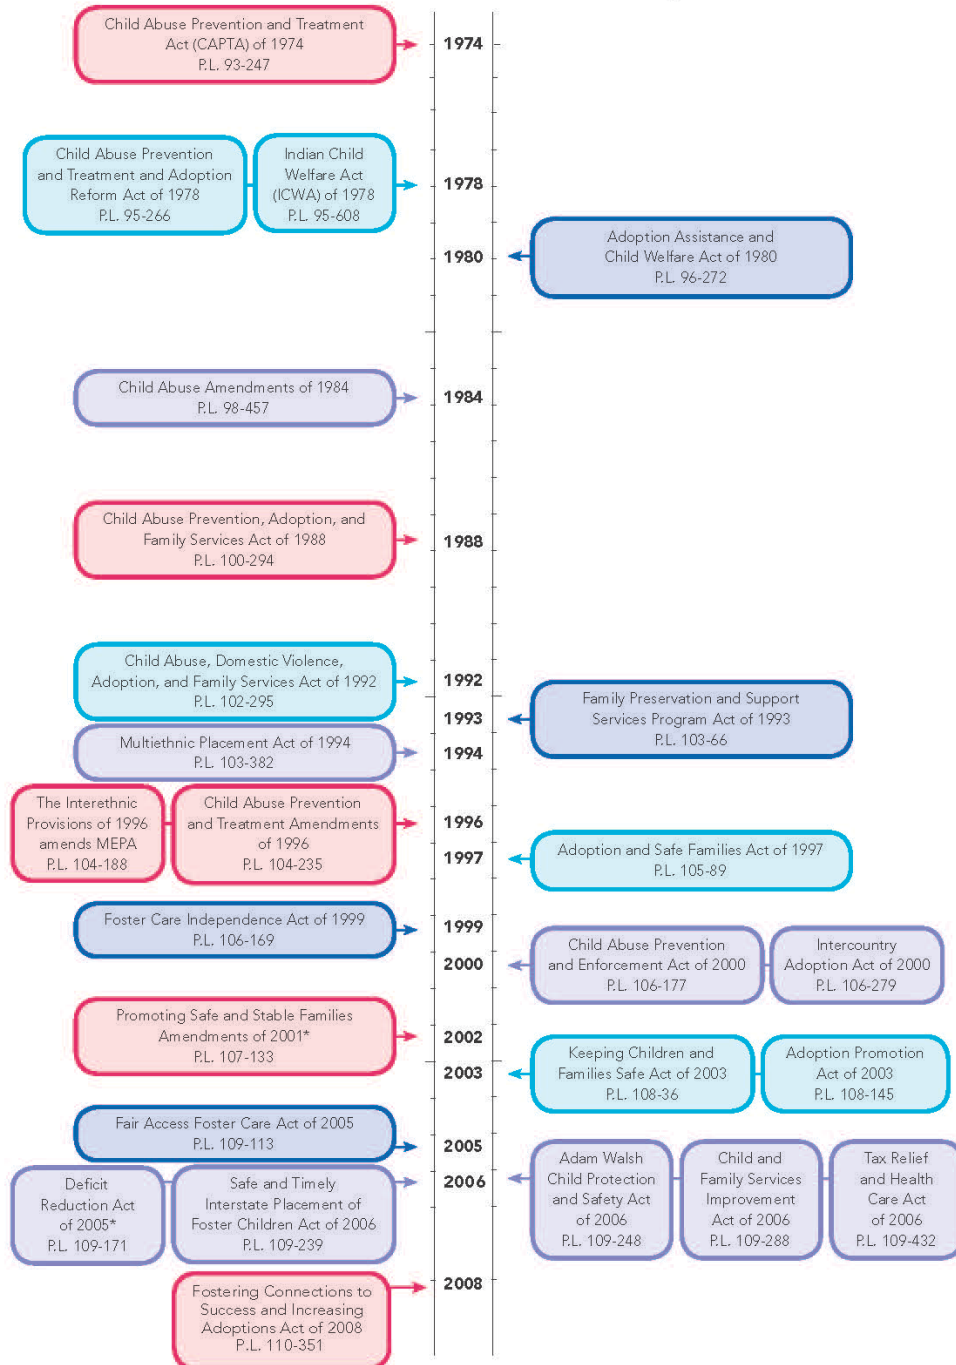 Child Abuse Prevention and Treatment
Act (CAPTA) of 1974
P.L. 93-247
1974
Child Abuse Prevention
and Treatment and Adoption
Reform Act of 1978
P.L. 95-266
Indian Child
Welfare Act
(ICWA) of 1978
P.L. 95-608
1978
Adoption Assistance and
Child Welfare Act of 1980
P.L. 96-272
1980
Child Abuse Amendments of 1984
P.L. 98-457
1984
Child Abuse Prevention, Adoption, and
Family Services Act of 1988
P.L. 100-294
1988
Child Abuse, Domestic Violence,
Adoption, and Family Services Act of 1992
P.L. 102-295
1992
1993
Family Preservation and Support
Services Program Act of 1993
P.L. 103-66
Multiethnic Placement Act of 1994
P.L. 103-382
1994
The Interethnic
Provisions of 1996
amends MEPA
P.L. 104-188
Child Abuse Prevention
and Treatment Amendments
of 1996
P.L. 104-235
1996
1997
Adoption and Safe Families Act of 1997
P.L. 105-89
Foster Care Independence Act of 1999
P.L. 106-169
1999
2000
Child Abuse Prevention
and Enforcement Act of 2000
P.L. 106-177
Intercountry
Adoption Act of 2000
P.L. 106-279
Promoting Safe and Stable Families
Amendments of 2001*
P.L. 107-133
2002
2003
Keeping Children and
Families Safe Act of 2003
P.L. 108-36
Adoption Promotion
Act of 2003
P.L. 108-145
Fair Access Foster Care Act of 2005
P.L. 109-113
2005
Deficit
Reduction Act
of 2005*
P.L. 109-171
Safe and Timely
Interstate Placement of
Foster Children Act of 2006
P.L. 109-239
2006
Adam Walsh
Child Protection
and Safety Act
of 2006
P.L. 109-248
Child and
Family Services
Improvement
Act of 2006
P.L. 109-288
Tax Relief
and Health
Care Act
of 2006
P.L. 109-432
2008
Fostering Connections to
Success and Increasing
Adoptions Act of 2008
P.L. 110-351